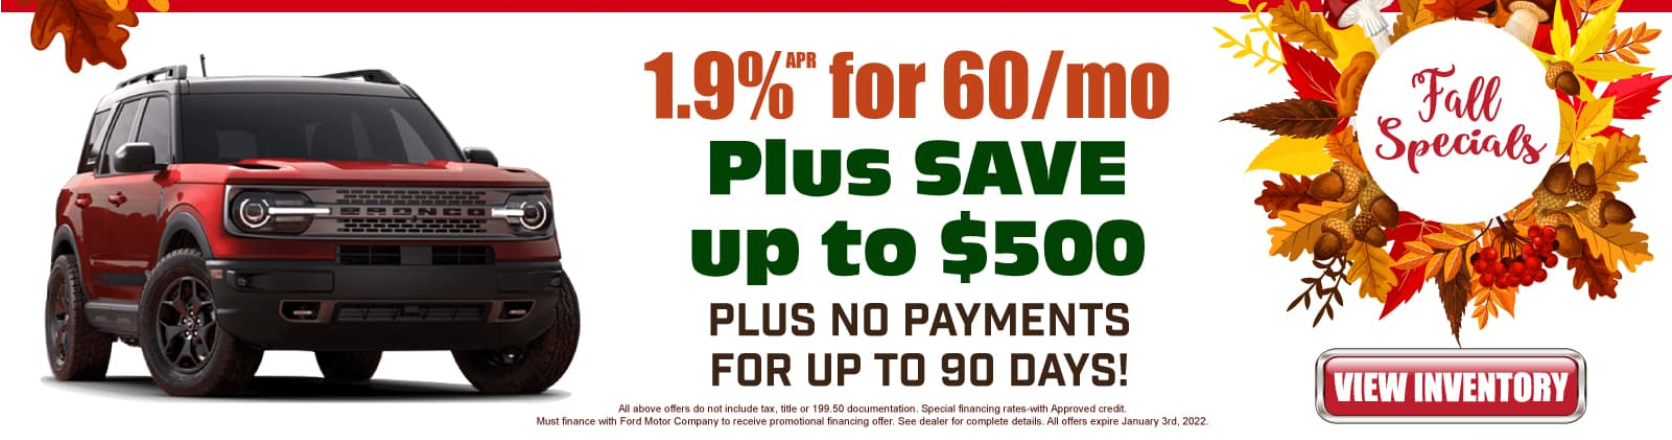 1.9% APR for 60/mo
Plus SAVE
up to $500
PLUS NO PAYMENTS
FOR UP TO 90 DAYS!
All above offers do not include tax, title or 199.50 documentation. Special financing rates-with Approved credit.
Must finance with Ford Motor Company to receive promotional financing offer. See dealer for complete details. All offers expire January 3rd, 2022.
BRONCO
Fall
Specials
VIEW INVENTORY